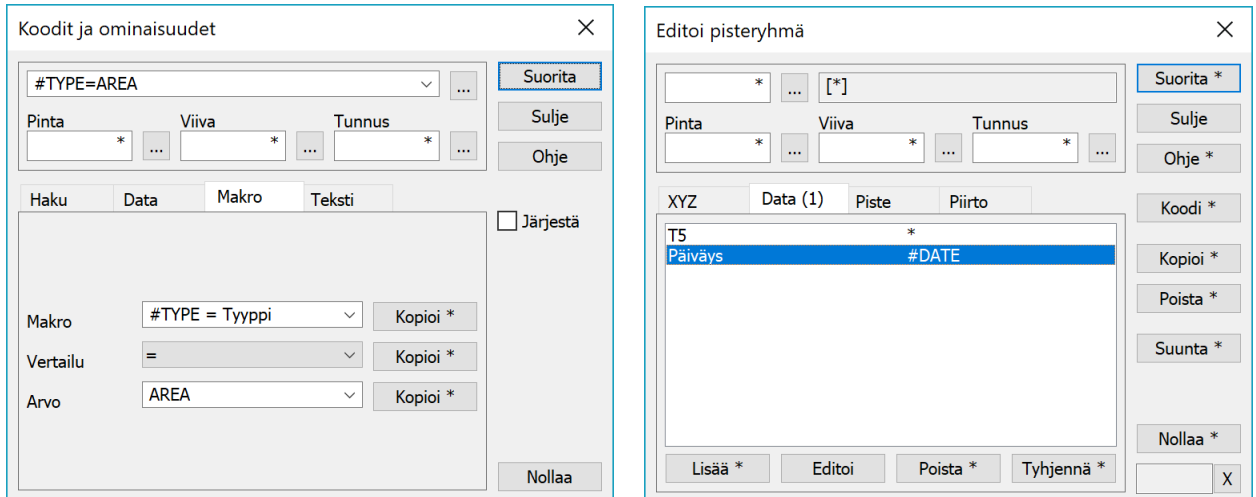 Koodit ja ominaisuudet
#TYPE=AREA ...
Pinta Viiva Tunnus
* ... * ... * ...
Suorita
Sulje
Ohje
Haku Data Makro Teksti
Järjestä
Makro #TYPE = Tyyppi Kopioi *
Vertailu = Kopioi *
Arvo AREA Kopioi *
Nollaa
Editoi pisteryhmä
* ... [*]
Pinta Viiva Tunnus
* ... * ... * ...
Suorita *
Sulje
Ohje *
XYZ Data (1) Piste Piirto
T5 *
Päiväys #DATE
Koodi *
Kopioi *
Poista *
Suunta *
Nollaa *
Lisää * Editoi Poista * Tyhjennä *
X